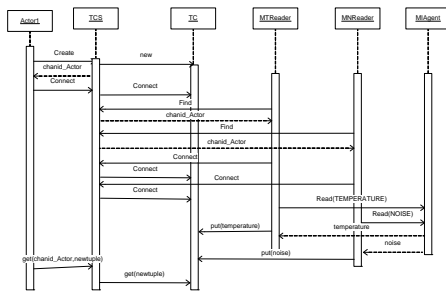 Actor1
TCS
TC
MTReader
MNReader
MIAgent
Create
new
chanid_Actor
Connect
Connect
Find
chanid_Actor
Find
chanid_Actor
Connect
Connect
Connect
Connect
Read(TEMPERATURE)
Read(NOISE)
put(temperature)
temperature
noise
put(noise)
get(chanid_Actor,newtuple)
get(newtuple)